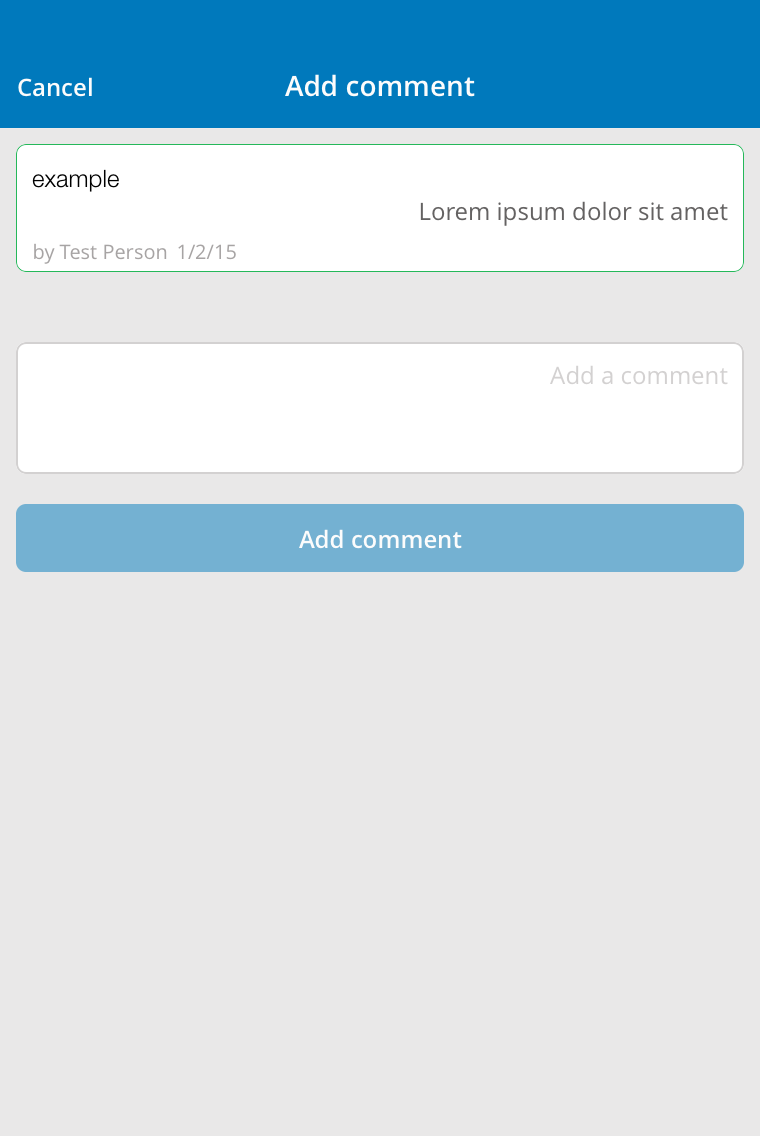 Cancel Add comment
example
Lorem ipsum dolor sit amet
by Test Person 1/2/15
Add a comment
Add comment